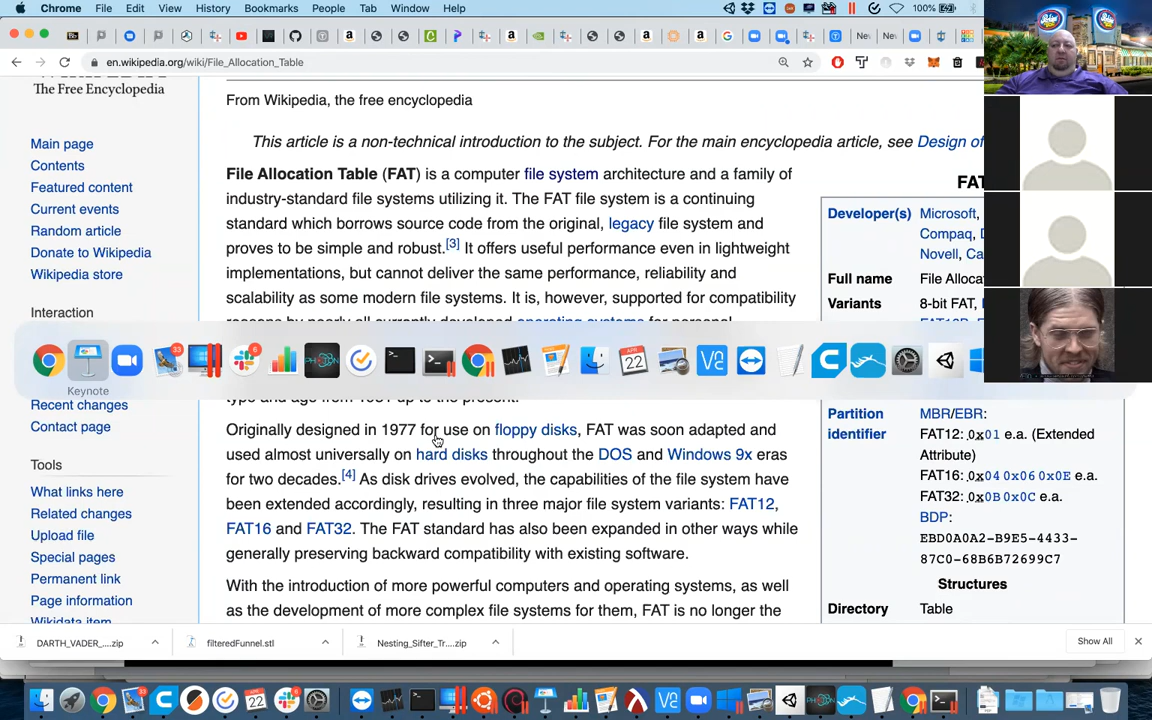 Chrome File Edit View History Bookmarks People Tab Window Help
100%
en.wikipedia.org/wiki/File_Allocation_Table
The Free Encyclopedia
From Wikipedia, the free encyclopedia
This article is a non-technical introduction to the subject. For the main encyclopedia article, see Design of
Main page
Contents
Featured content
Current events
Random article
Donate to Wikipedia
Wikipedia store
Interaction
Recent changes
Contact page
Tools
What links here
Related changes
Upload file
Special pages
Permanent link
Page information
Wikidata item
File Allocation Table (FAT) is a computer file system architecture and a family of
industry-standard file systems utilizing it. The FAT file system is a continuing
standard which borrows source code from the original, legacy file system and
proves to be simple and robust.[3] It offers useful performance even in lightweight
implementations, but cannot deliver the same performance, reliability and
scalability as some modern file systems. It is, however, supported for compatibility
reasons by nearly all currently developed operating systems for personal
Keynote
type and age from 1981 up to the present.
Originally designed in 1977 for use on floppy disks, FAT was soon adapted and
used almost universally on hard disks throughout the DOS and Windows 9x eras
for two decades.[4] As disk drives evolved, the capabilities of the file system have
been extended accordingly, resulting in three major file system variants: FAT12,
FAT16 and FAT32. The FAT standard has also been expanded in other ways while
generally preserving backward compatibility with existing software.
With the introduction of more powerful computers and operating systems, as well
as the development of more complex file systems for them, FAT is no longer the
FAT
Developer(s) Microsoft,
Compaq,
Novell, Ca
Full name File Alloca
Variants 8-bit FAT,
Partition identifier
MBR/EBR:
FAT12: 0x01 e.a. (Extended
Attribute)
FAT16: 0x04 0x06 0x0E e.a.
FAT32: 0x0B 0x0C e.a.
BDP:
EBD0A0A2-B9E5-4433-
87C0-68B6B72699C7
Structures
Directory Table
DARTH_VADER_....zip
filteredFunnel.stl
Nesting_Sifter_Tr....zip
Show All